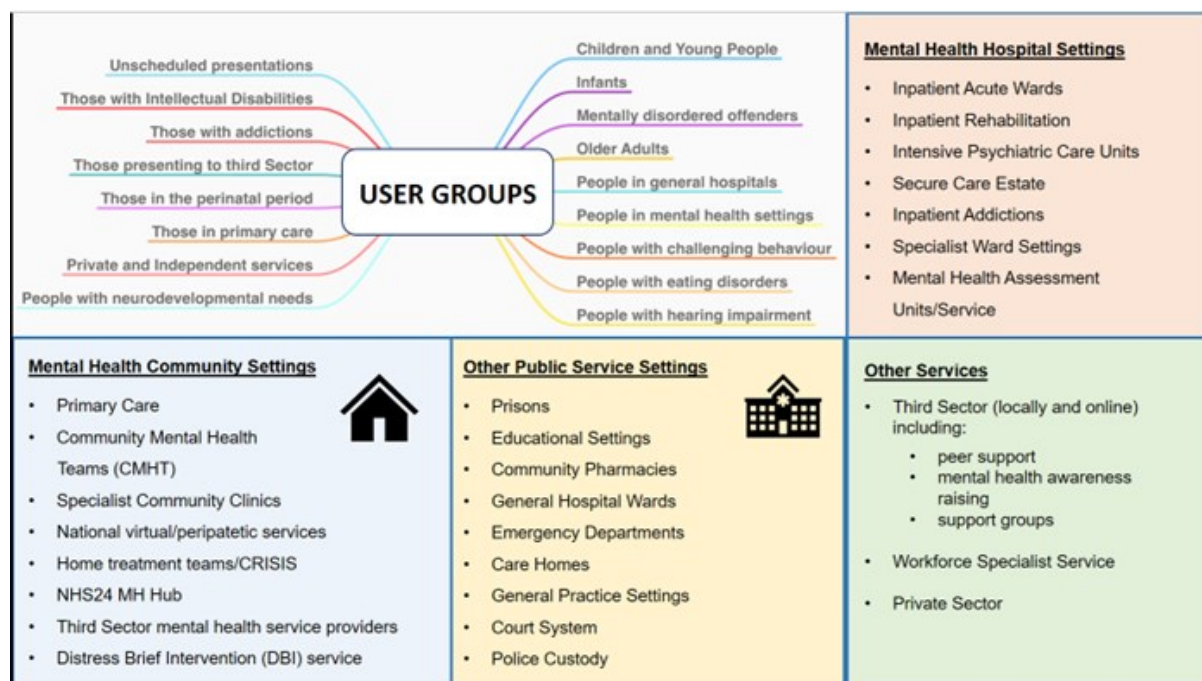 Unscheduled presentations
Those with Intellectual Disabilities
Those with addictions
Those presenting to third Sector
Those in the perinatal period
Those in primary care
Private and Independent services
People with neurodevelopmental needs
USER GROUPS
Children and Young People
Infants
Mentally disordered offenders
Older Adults
People in general hospitals
People in mental health settings
People with challenging behaviour
People with eating disorders
People with hearing impairment
Mental Health Hospital Settings
• Inpatient Acute Wards
• Inpatient Rehabilitation
• Intensive Psychiatric Care Units
• Secure Care Estate
• Inpatient Addictions
• Specialist Ward Settings
• Mental Health Assessment
Units/Service
Mental Health Community Settings
• Primary Care
• Community Mental Health
Teams (CMHT)
• Specialist Community Clinics
• National virtual/peripatetic services
• Home treatment teams/CRISIS
• NHS24 MH Hub
• Third Sector mental health service providers
• Distress Brief Intervention (DBI) service
Other Public Service Settings
• Prisons
• Educational Settings
• Community Pharmacies
• General Hospital Wards
• Emergency Departments
• Care Homes
• General Practice Settings
• Court System
• Police Custody
Other Services
• Third Sector (locally and online)
including:
• peer support
• mental health awareness
raising
• support groups
• Workforce Specialist Service
• Private Sector